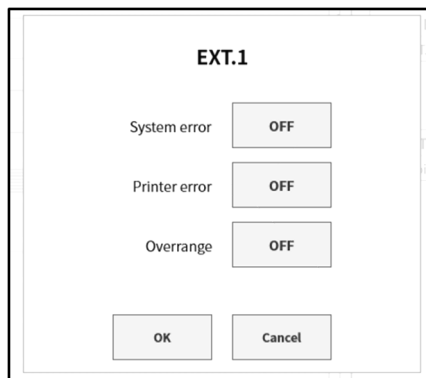 EXT.1
System error OFF
Printer error OFF
Overrange OFF
OK Cancel